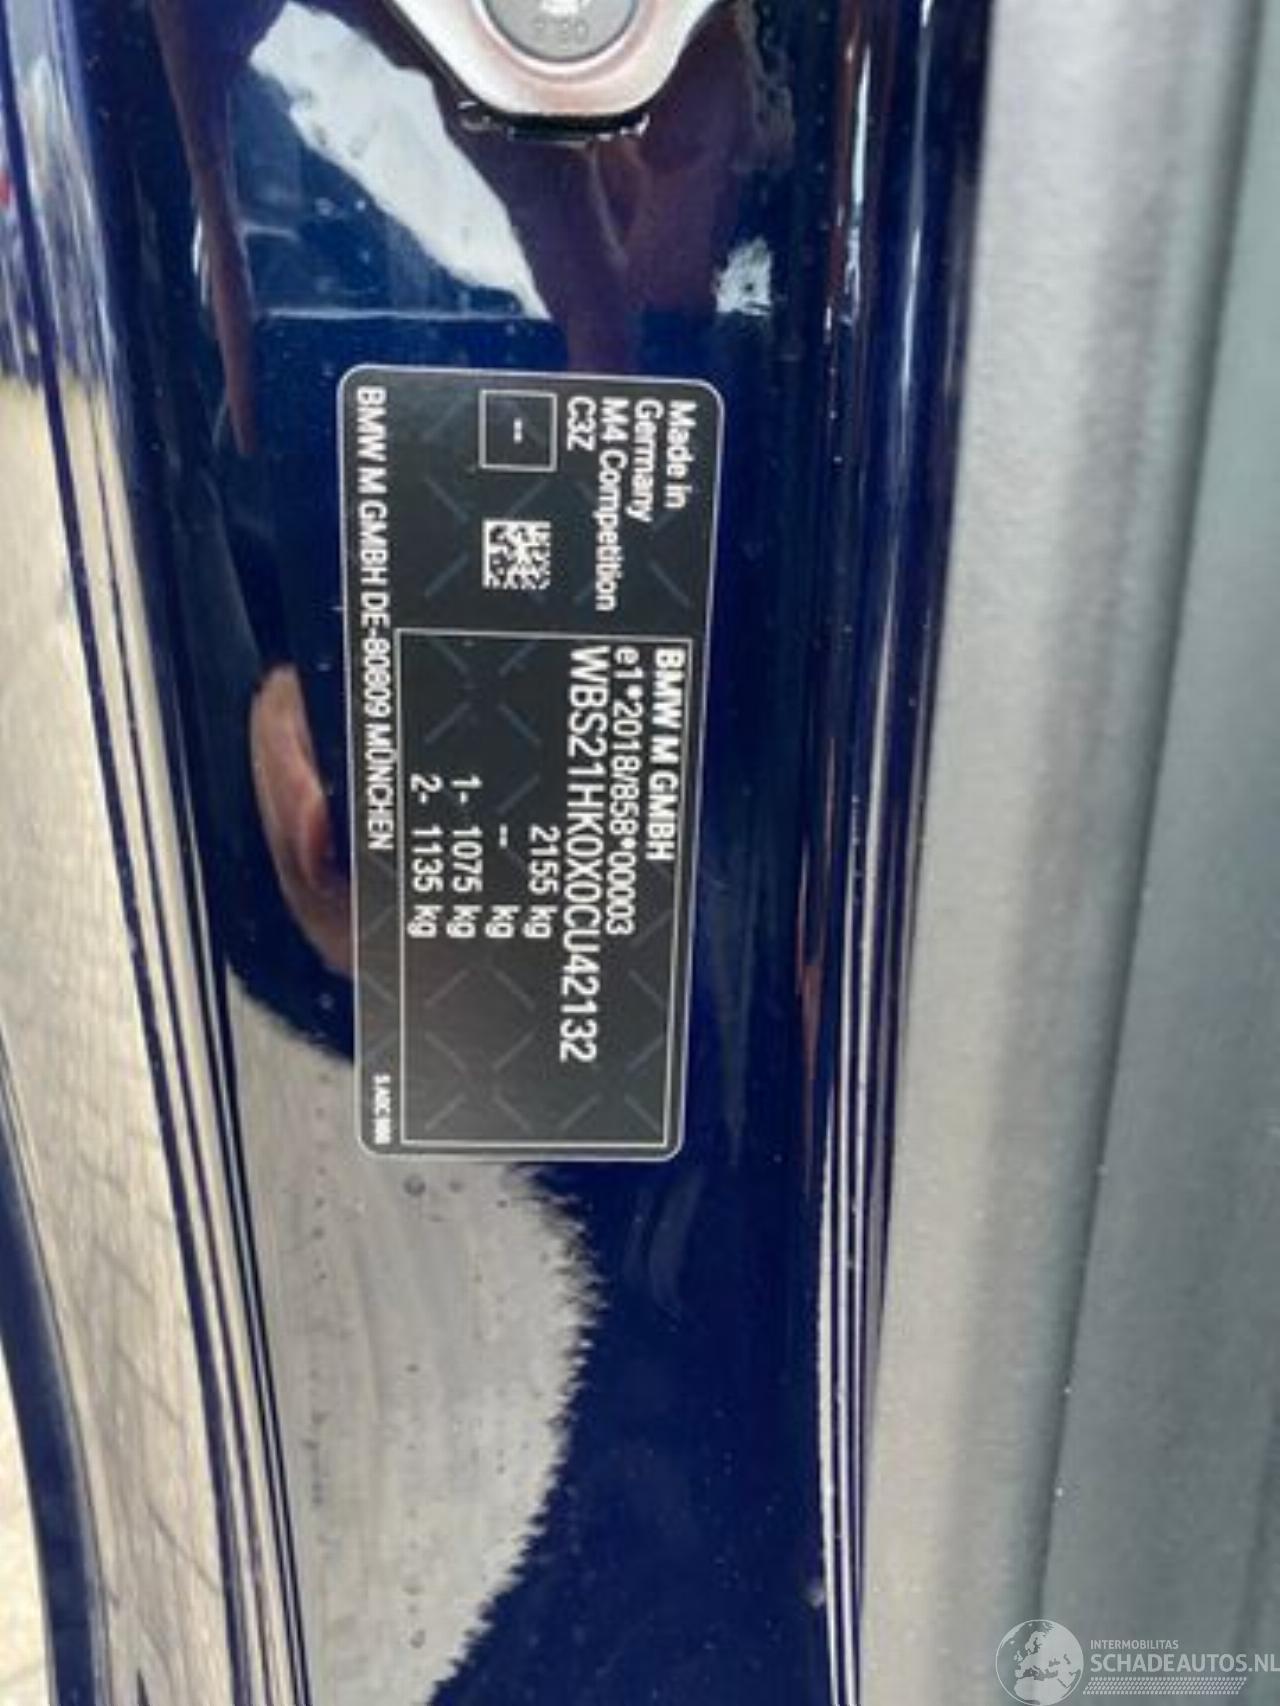 Made In
Germany
M4 Competition
C3Z
--
BMW M GMBH
e1*2018/858*00003
WBS21HK0X0CU42132
2155 kg
-- kg
1- 1075 kg
2- 1135 kg
BMW M GMBH DE-80809 MÜNCHEN
INTERMOBILITAS
SCHADEAUTOS.NL